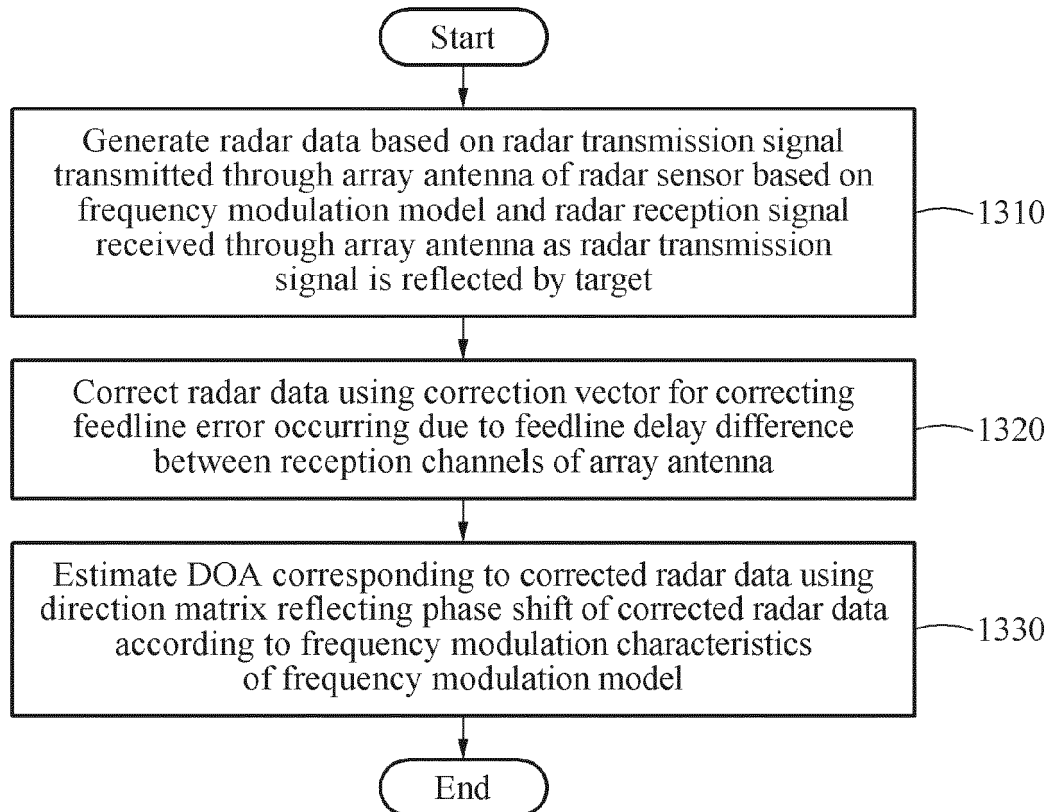 Start
Generate radar data based on radar transmission signal
transmitted through array antenna of radar sensor based on
frequency modulation model and radar reception signal
received through array antenna as radar transmission
signal is reflected by target
1310
Correct radar data using correction vector for correcting
feedline error occurring due to feedline delay difference
between reception channels of array antenna
1320
Estimate DOA corresponding to corrected radar data using
direction matrix reflecting phase shift of corrected radar data
according to frequency modulation characteristics
of frequency modulation model
1330
End